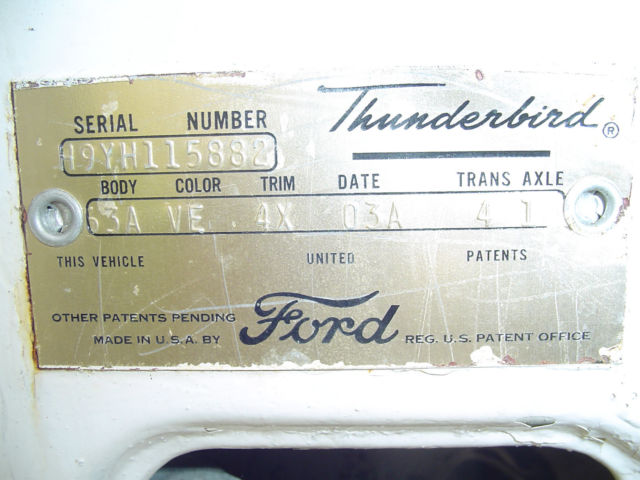 Thunderbird®
SERIAL NUMBER
H9YH115882
BODY COLOR TRIM DATE TRANS AXLE
63A VE 4X 03A 4 1
THIS VEHICLE UNITED PATENTS
OTHER PATENTS PENDING
MADE IN U.S.A. BY Ford REG. U.S. PATENT OFFICE